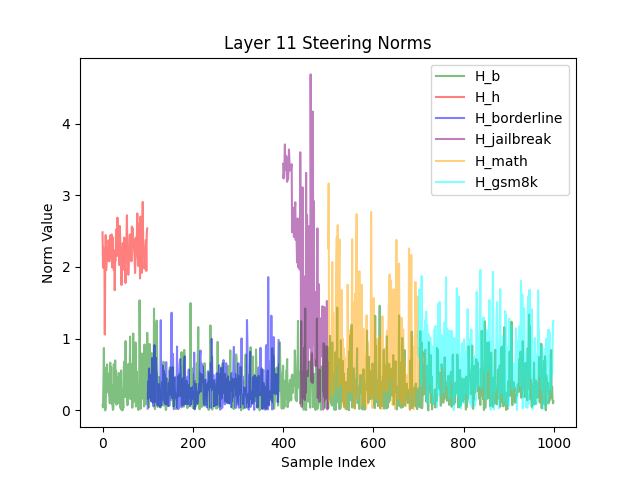 Layer 11 Steering Norms
Norm Value
4
3
2
1
0
0 200 400 600 800 1000
Sample Index
H_b
H_h
H_borderline
H_jailbreak
H_math
H_gsm8k